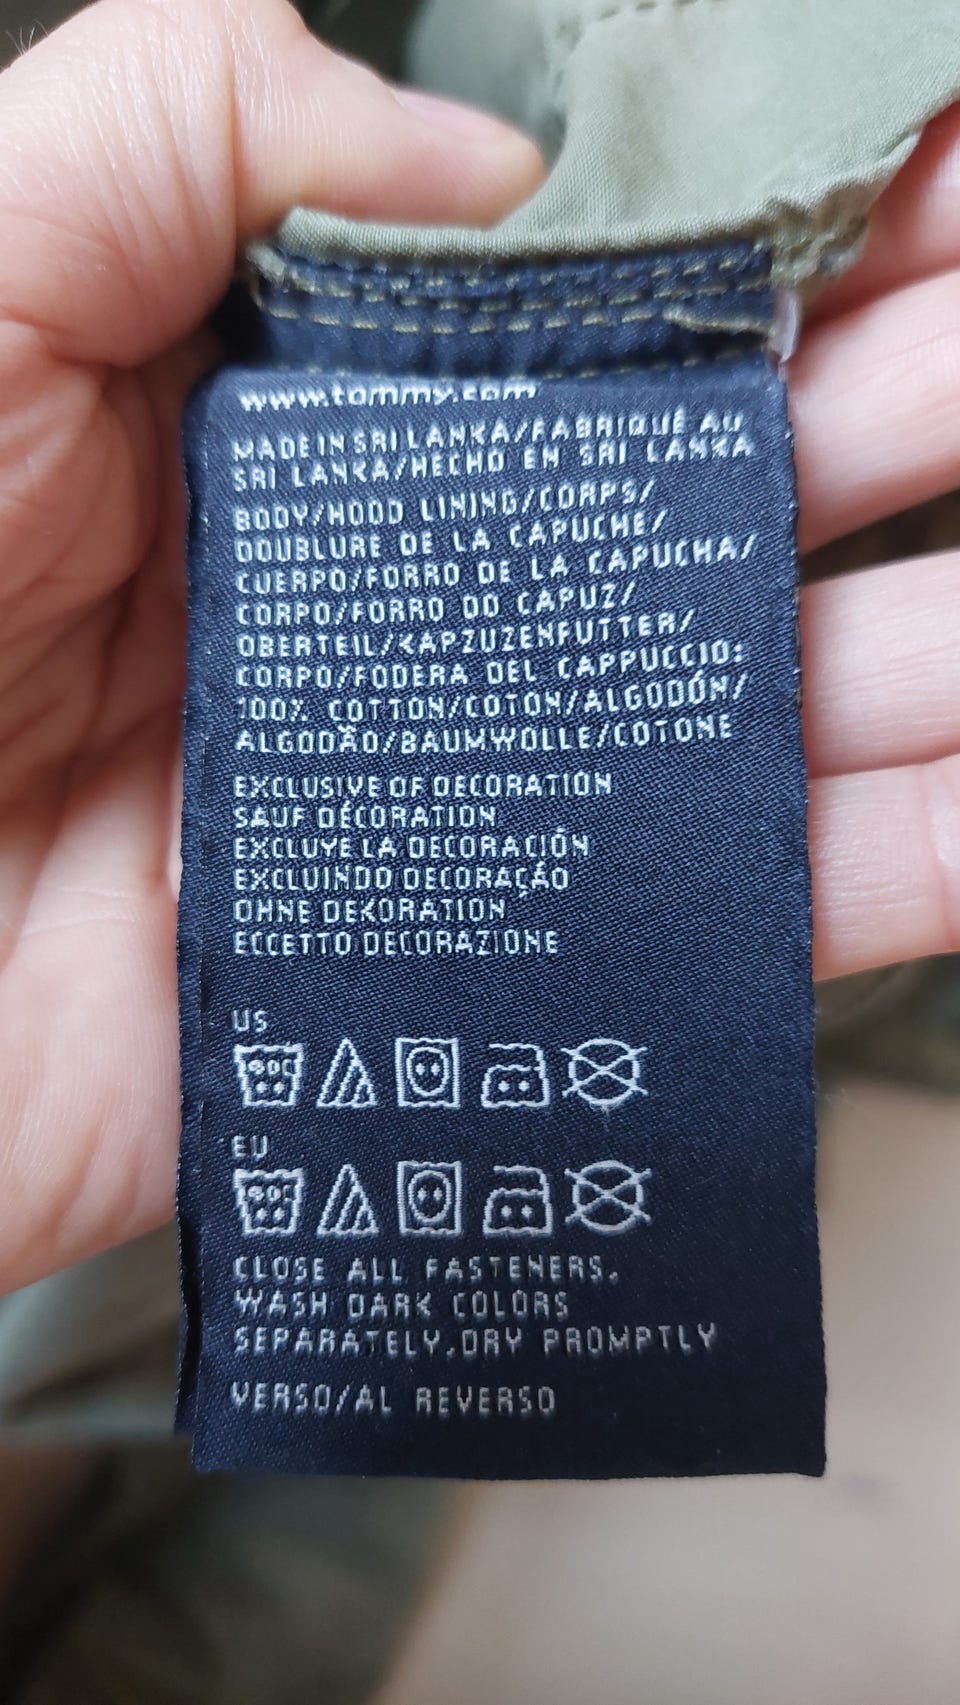 www.tommy.com
MADE IN SRI LANKA/FABRIQUÉ AU
SRI LANKA/HECHO EN SRI LANKA
BODY/HOOD LINING/CORPS/
DOUBLURE DE LA CAPUCHE/
CUERPO/FORRO DE LA CAPUCHA/
CORPO/FORRO DO CAPUZ/
OBERTEIL/KAPZUZENFUTTER/
CORPO/FODERA DEL CAPPUCCIO:
100% COTTON/COTON/ALGODÓN/
ALGODÃO/BAUMWOLLE/COTONE
EXCLUSIVE OF DECORATION
SAUF DÉCORATION
EXCLUYE LA DECORACIÓN
EXCLUINDO DECORAÇÃO
OHNE DEKORATION
ECCETTO DECORAZIONE
US
EU
CLOSE ALL FASTENERS,
WASH DARK COLORS
SEPARATELY,DRY PROMPTLY
VERSO/AL REVERSO